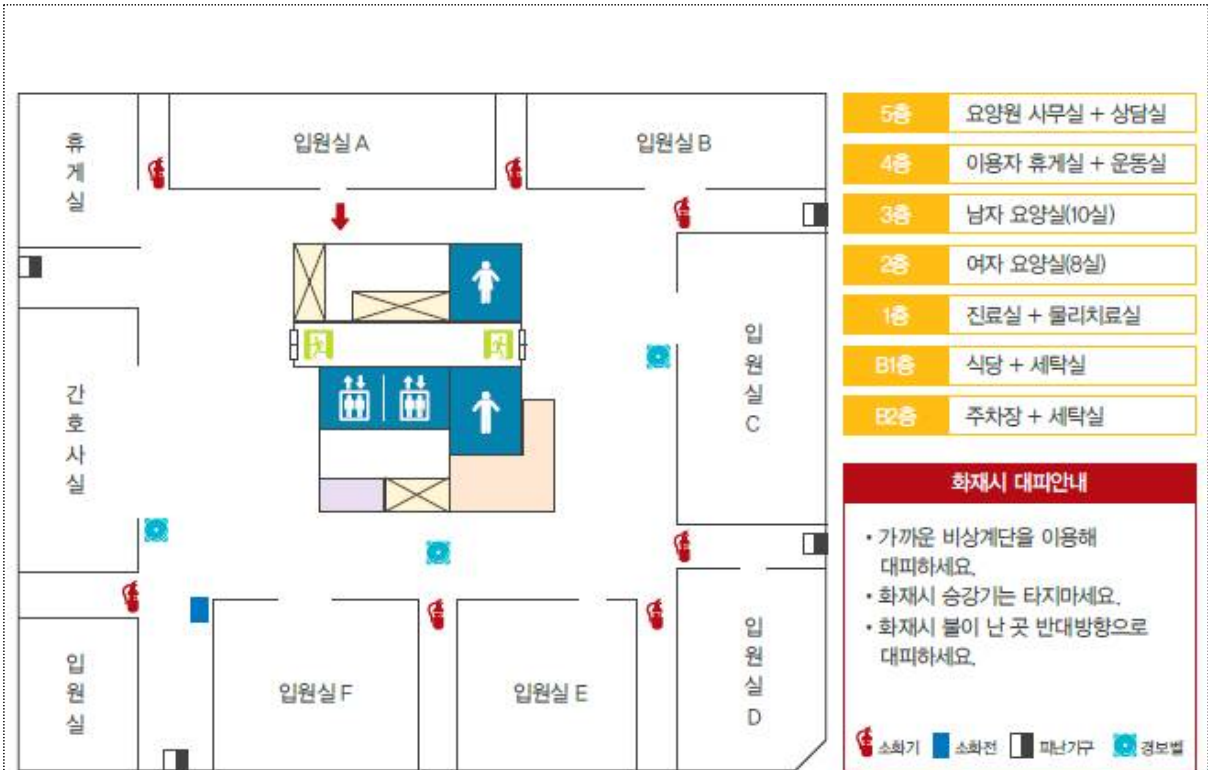 휴게실
입원실 A
입원실 B
간호사실
입원실 C
입원실
입원실 F
입원실 E
입원실 D
5층 요양원 사무실 + 상담실
4층 이용자 휴게실 + 운동실
3층 남자 요양실(10실)
2층 여자 요양실(8실)
1층 진료실 + 물리치료실
B1층 식당 + 세탁실
B2층 주차장 + 세탁실
화재시 대피안내
• 가까운 비상계단을 이용해
대피하세요.
• 화재시 승강기는 타지마세요.
• 화재시 불이 난 곳 반대방향으로
대피하세요.
소화기 소화전 피난기구 경보벨